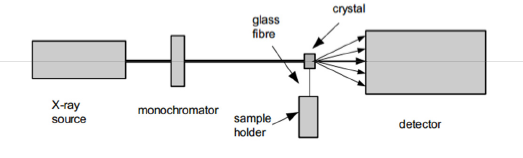 crystal
glass
fibre
X-ray
source
monochromator
sample
holder
detector